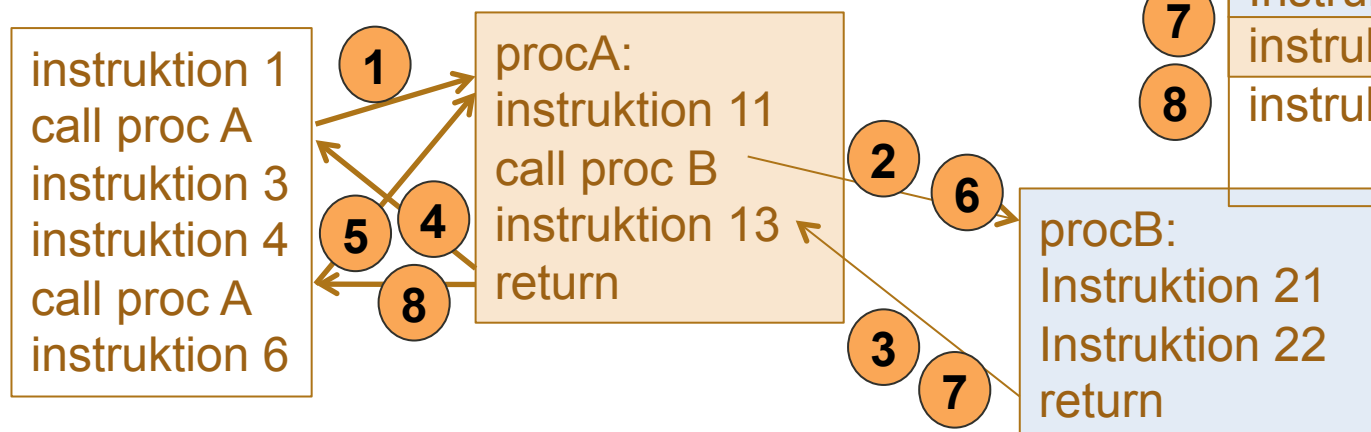 instruktion 1
call proc A
instruktion 3
instruktion 4
call proc A
instruktion 6
1
5
4
8
procA:
instruktion 11
call proc B
instruktion 13
return
2
6
3
7
procB:
Instruktion 21
Instruktion 22
return
7
8